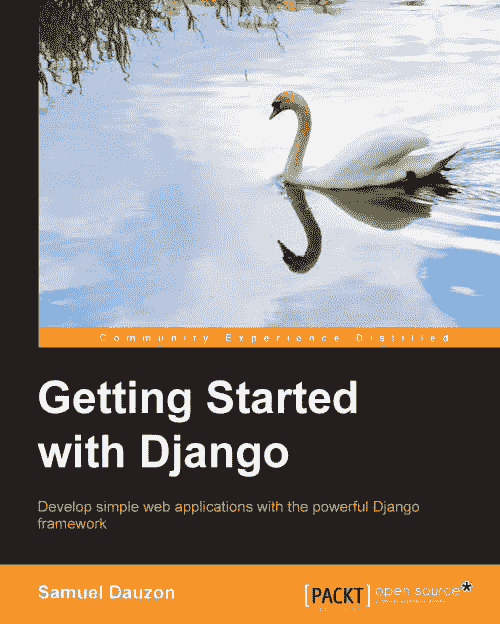 Community Experience Distilled
Getting Started
with Django
Develop simple web applications with the powerful Django
framework
Samuel Dauzon
[PACKT] open source*